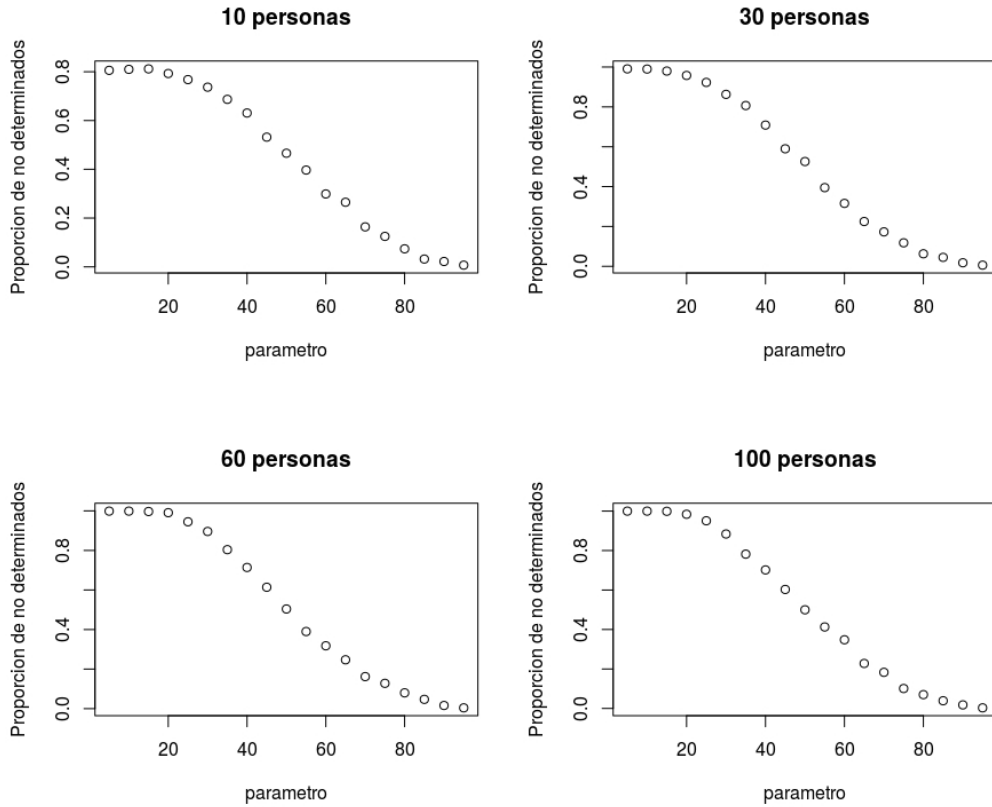 10 personas
Proporcion de no determinados
0.0 0.2 0.4 0.6 0.8
20 40 60 80
parametro
30 personas
Proporcion de no determinados
0.0 0.4 0.8
20 40 60 80
parametro
60 personas
Proporcion de no determinados
0.0 0.4 0.8
20 40 60 80
parametro
100 personas
Proporcion de no determinados
0.0 0.4 0.8
20 40 60 80
parametro